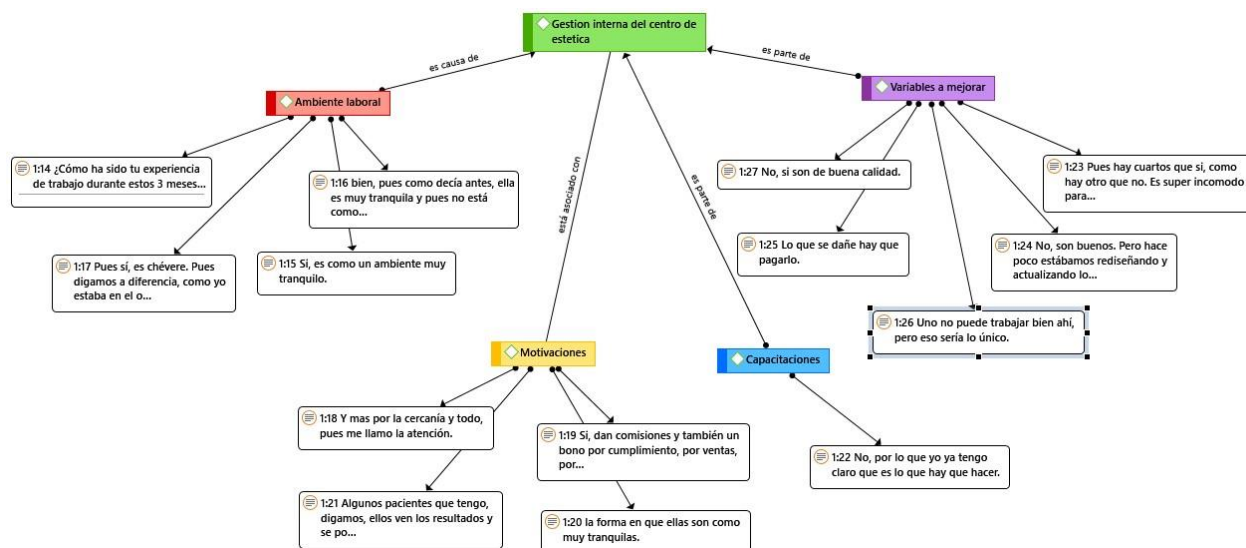 Gestion interna del centro de
estetica
es causa de
es parte de
Ambiente laboral
Variables a mejorar
1:14 ¿Cómo ha sido tu experiencia
de trabajo durante estos 3 meses...
1:16 bien, pues como decía antes, ella
es muy tranquila y pues no está
como...
1:17 Pues sí, es chévere. Pues
digamos a diferencia, como yo
estaba en el o...
1:15 Si, es como un ambiente muy
tranquilo.
está asociado con
es parte de
1:27 No, si son de buena calidad.
1:23 Pues hay cuartos que si, como
hay otro que no. Es super incomodo
para...
1:25 Lo que se dañe hay que
pagarlo.
1:24 No, son buenos. Pero hace
poco estábamos rediseñando y
actualizando lo...
1:26 Uno no puede trabajar bien ahí,
pero eso sería lo único.
Motivaciones
Capacitaciones
1:18 Y mas por la cercanía y todo,
pues me llamo la atención.
1:19 Si, dan comisiones y también un
bono por cumplimiento, por ventas,
por...
1:22 No, por lo que yo ya tengo
claro que es lo que hay que hacer.
1:21 Algunos pacientes que tengo,
digamos, ellos ven los resultados y
se po...
1:20 la forma en que ellas son como
muy tranquilas.